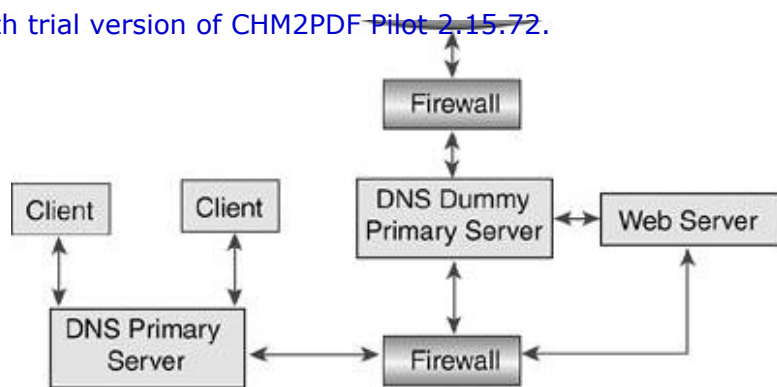 th trial version of CHM2PDF Pilot 2.15.72.
Firewall
Client
Client
DNS Dummy
Primary Server
Web Server
DNS Primary
Server
Firewall